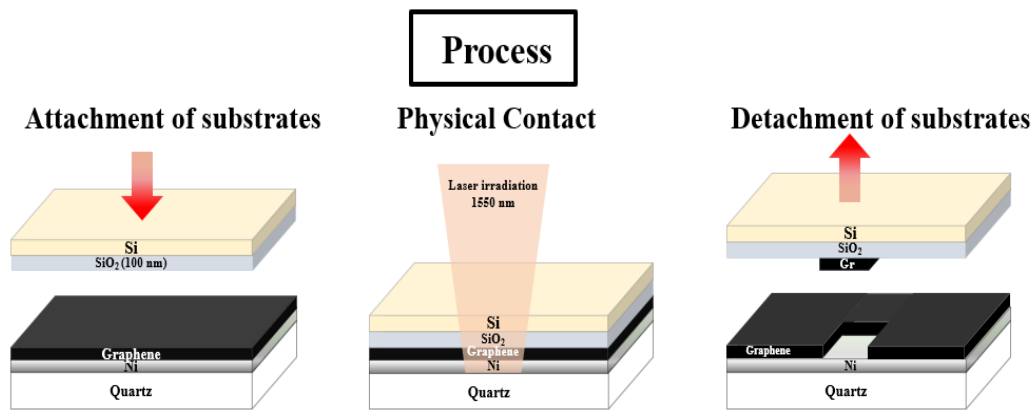 Process
Attachment of substrates
Si
SiO₂ (100 nm)
Graphene
Ni
Quartz
Physical Contact
Laser irradiation
1550 nm
Si
SiO₂
Graphene
Ni
Quartz
Detachment of substrates
Si
SiO₂
Gr
Graphene
Ni
Quartz